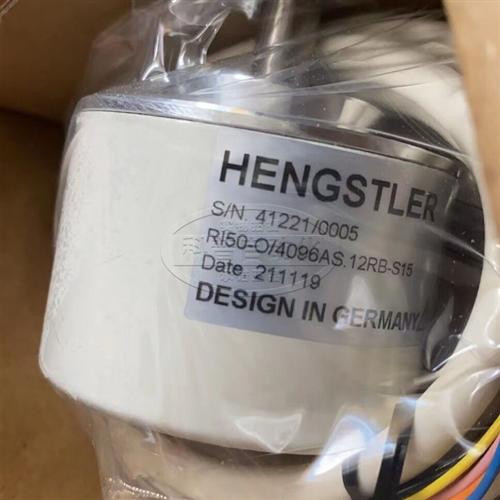 HENGSTLER
S/N. 41221/0005
RI50-O/4096AS.12RB-S15
Date. 211119
DESIGN IN GERMANY